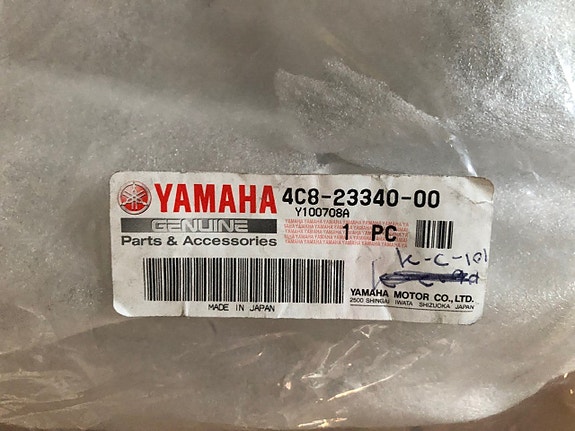 YAMAHA 4C8-23340-00
Y100708A
GENUINE
Parts & Accessories
1 PC
K-C-101
YAMAHA MOTOR CO., LTD.
2500 SHINGAI IWATA SHIZUOKA JAPAN
MADE IN JAPAN